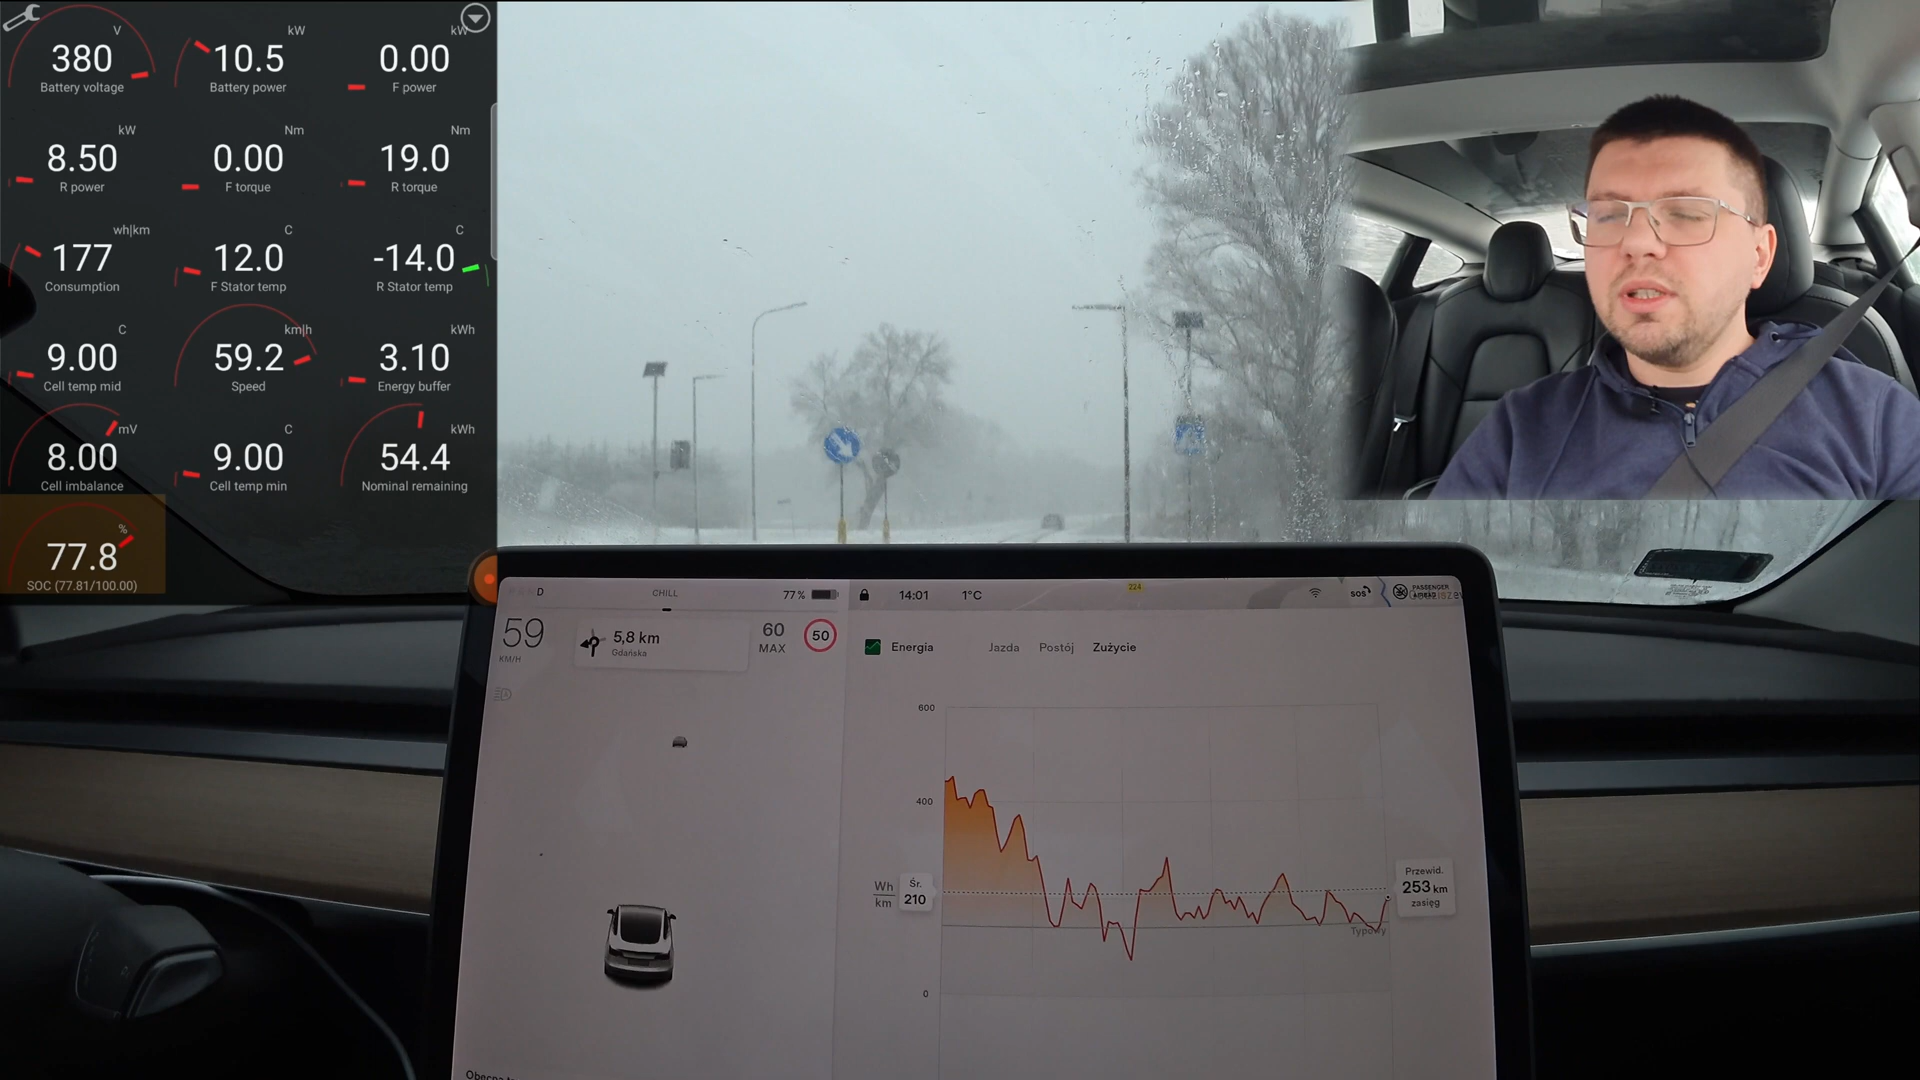 V
380
Battery voltage
kW
10.5
Battery power
kW
0.00
F power
kW
8.50
R power
Nm
0.00
F torque
Nm
19.0
R torque
wh|km
177
Consumption
C
12.0
F Stator temp
C
-14.0
R Stator temp
C
9.00
Cell temp mid
km|h
59.2
Speed
kWh
3.10
Energy buffer
mV
8.00
Cell imbalance
C
9.00
Cell temp min
kWh
54.4
Nominal remaining
%
77.8
SOC (77.81/100.00)
D
CHILL
77 %
14:01
1°C
224
SOS
PASSENGER
AIRBAG
59
KM/H
5,8 km
Gdańska
60
MAX
50
Energia
Jazda
Postój
Zużycie
600
400
0
Wh
km
Śr.
210
Przewid.
253 km
zasięg
Typowy